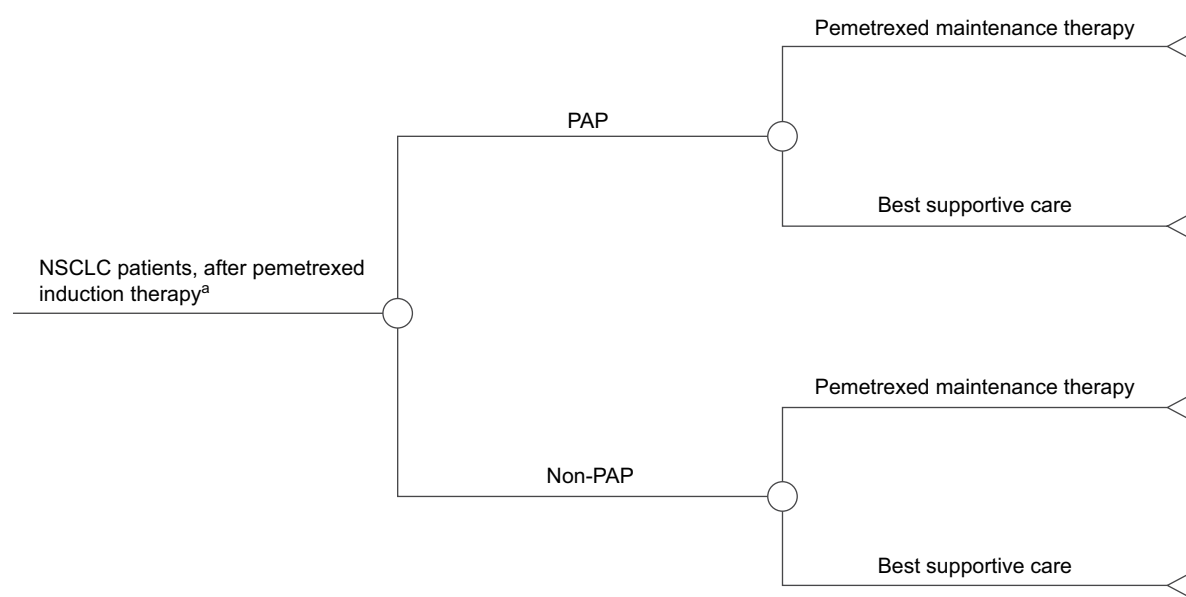 Pemetrexed maintenance therapy
PAP
Best supportive care
NSCLC patients, after pemetrexed
induction therapyᵃ
Pemetrexed maintenance therapy
Non-PAP
Best supportive care